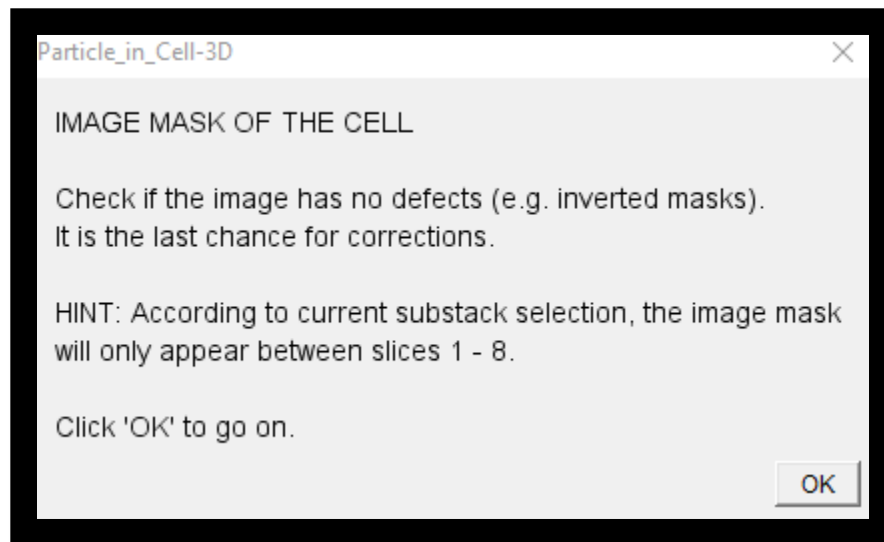 Particle_in_Cell-3D
IMAGE MASK OF THE CELL
Check if the image has no defects (e.g. inverted masks).
It is the last chance for corrections.
HINT: According to current substack selection, the image mask
will only appear between slices 1 - 8.
Click 'OK' to go on.
OK